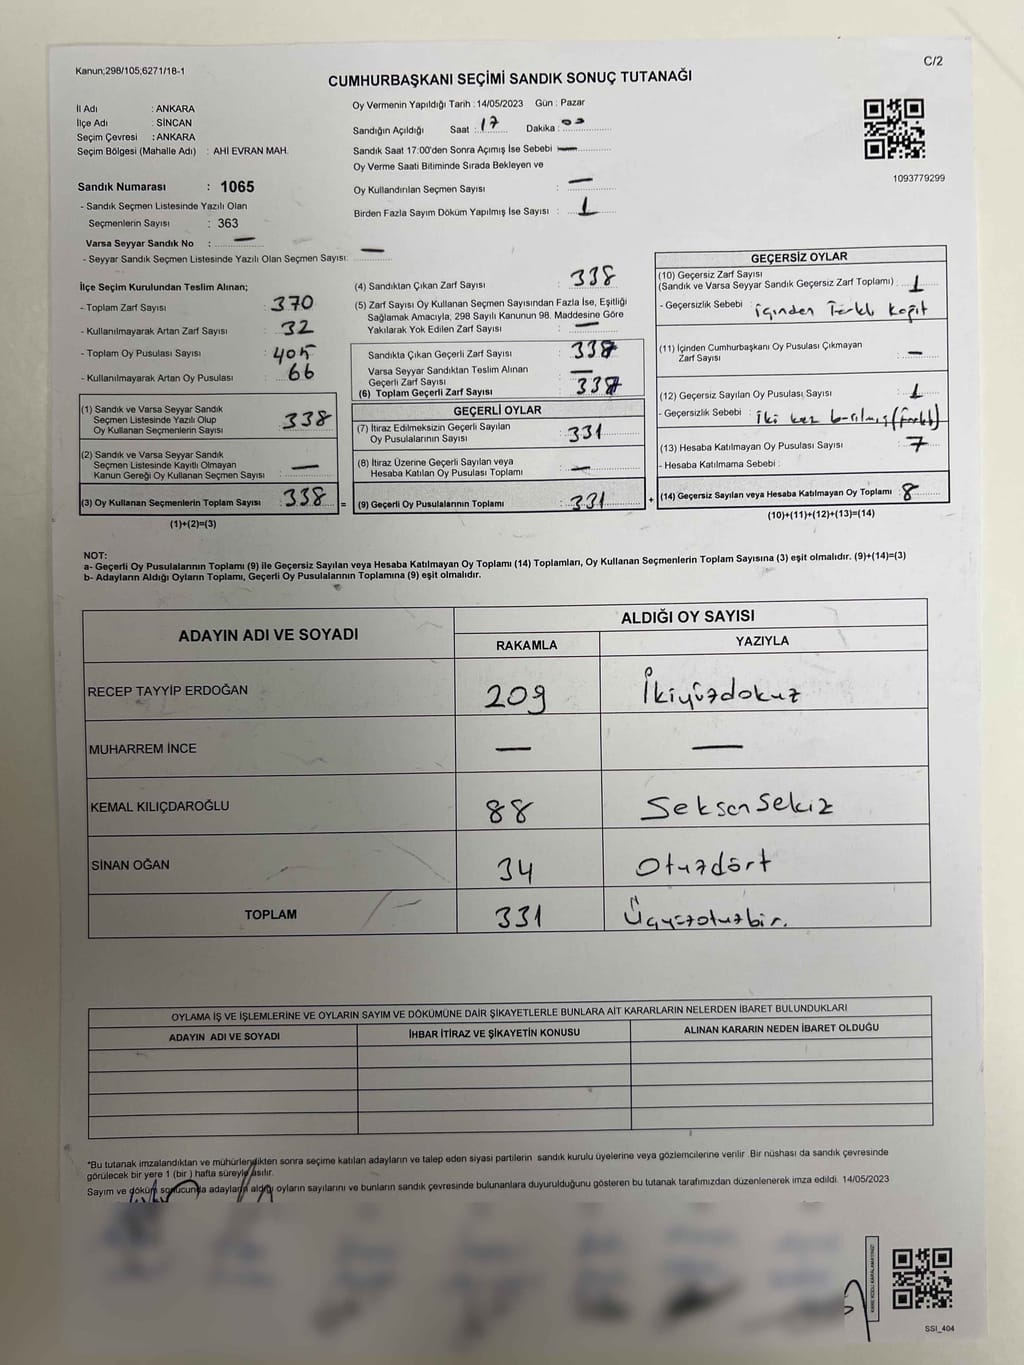 Kanun;298/105;6271/18-1
C/2
CUMHURBAŞKANI SEÇİMİ SANDIK SONUÇ TUTANAĞI
İl Adı : ANKARA
İlçe Adı : SİNCAN
Seçim Çevresi : ANKARA
Seçim Bölgesi (Mahalle Adı) : AHİ EVRAN MAH.
Sandık Numarası : 1065
- Sandık Seçmen Listesinde Yazılı Olan
Seçmenlerin Sayısı : 363
Varsa Seyyar Sandık No : —
- Seyyar Sandık Seçmen Listesinde Yazılı Olan Seçmen Sayısı: —
Oy Vermenin Yapıldığı Tarih : 14/05/2023 Gün : Pazar
Sandığın Açıldığı Saat : 17 Dakika : 00
Sandık Saat 17:00'den Sonra Açımış İse Sebebi —
Oy Verme Saati Bitiminde Sırada Bekleyen ve
Oy Kullandırılan Seçmen Sayısı : —
Birden Fazla Sayım Döküm Yapılmış İse Sayısı : 1
1093779299
İlçe Seçim Kurulundan Teslim Alınan;
- Toplam Zarf Sayısı : 370
- Kullanılmayarak Artan Zarf Sayısı : 32
- Toplam Oy Pusulası Sayısı : 405
- Kullanılmayarak Artan Oy Pusulası : 66
(1) Sandık ve Varsa Seyyar Sandık
Seçmen Listesinde Yazılı Olup
Oy Kullanan Seçmenlerin Sayısı : 338
(2) Sandık ve Varsa Seyyar Sandık
Seçmen Listesinde Kayıtlı Olmayan
Kanun Gereği Oy Kullanan Seçmen Sayısı : —
(3) Oy Kullanan Seçmenlerin Toplam Sayısı : 338 =
(1)+(2)=(3)
(4) Sandıktan Çıkan Zarf Sayısı : 338
(5) Zarf Sayısı Oy Kullanan Seçmen Sayısından Fazla İse, Eşitliği
Sağlamak Amacıyla, 298 Sayılı Kanunun 98. Maddesine Göre
Yakılarak Yok Edilen Zarf Sayısı : —
Sandıkta Çıkan Geçerli Zarf Sayısı : 338
Varsa Seyyar Sandıktan Teslim Alınan
Geçerli Zarf Sayısı : —
(6) Toplam Geçerli Zarf Sayısı : 337
GEÇERLİ OYLAR
(7) İtiraz Edilmeksizin Geçerli Sayılan
Oy Pusulalarının Sayısı : 331
(8) İtiraz Üzerine Geçerli Sayılan veya
Hesaba Katılan Oy Pusulası Toplamı : —
(9) Geçerli Oy Pusulalarının Toplamı : 331 +
GEÇERSİZ OYLAR
(10) Geçersiz Zarf Sayısı
(Sandık ve Varsa Seyyar Sandık Geçersiz Zarf Toplamı) : 1
- Geçersizlik Sebebi : içinden farklı kağıt
(11) İçinden Cumhurbaşkanı Oy Pusulası Çıkmayan
Zarf Sayısı : —
(12) Geçersiz Sayılan Oy Pusulası Sayısı : 1
- Geçersizlik Sebebi : iki kez basılmış
(13) Hesaba Katılmayan Oy Pusulası Sayısı : 7
- Hesaba Katılmama Sebebi :
(14) Geçersiz Sayılan veya Hesaba Katılmayan Oy Toplamı : 8
(10)+(11)+(12)+(13)=(14)
NOT:
a- Geçerli Oy Pusulalarının Toplamı (9) ile Geçersiz Sayılan veya Hesaba Katılmayan Oy Toplamı (14) Toplamları, Oy Kullanan Seçmenlerin Toplam Sayısına (3) eşit olmalıdır. (9)+(14)=(3)
b- Adayların Aldığı Oyların Toplamı, Geçerli Oy Pusulalarının Toplamına (9) eşit olmalıdır.
ADAYIN ADI VE SOYADI
ALDIĞI OY SAYISI
RAKAMLA YAZIYLA
RECEP TAYYİP ERDOĞAN 209 İkiyüzdokuz
MUHARREM İNCE — —
KEMAL KILIÇDAROĞLU 88 Seksensekiz
SİNAN OĞAN 34 Otuzdört
TOPLAM 331 Üçyüzotuzbir.
OYLAMA İŞ VE İŞLEMLERİNE VE OYLARIN SAYIM VE DÖKÜMÜNE DAİR ŞİKAYETLERLE BUNLARA AİT KARARLARIN NELERDEN İBARET BULUNDUKLARI
ADAYIN ADI VE SOYADI İHBAR İTİRAZ VE ŞİKAYETİN KONUSU ALINAN KARARIN NEDEN İBARET OLDUĞU
*Bu tutanak imzalandıktan ve mühürlendikten sonra seçime katılan adayların ve talep eden siyasi partilerin sandık kurulu üyelerine veya gözlemcilerine verilir .Bir nüshası da sandık çevresinde
görülecek bir yere 1 (bir ) hafta süreyle asılır.
Sayım ve döküm sonucunda adayların aldığı oyların sayılarını ve bunların sandık çevresinde bulunanlara duyurulduğunu gösteren bu tutanak tarafımızdan düzenlenerek imza edildi. 14/05/2023
KARE KODU KARALAMAYINIZ!
SSI_404